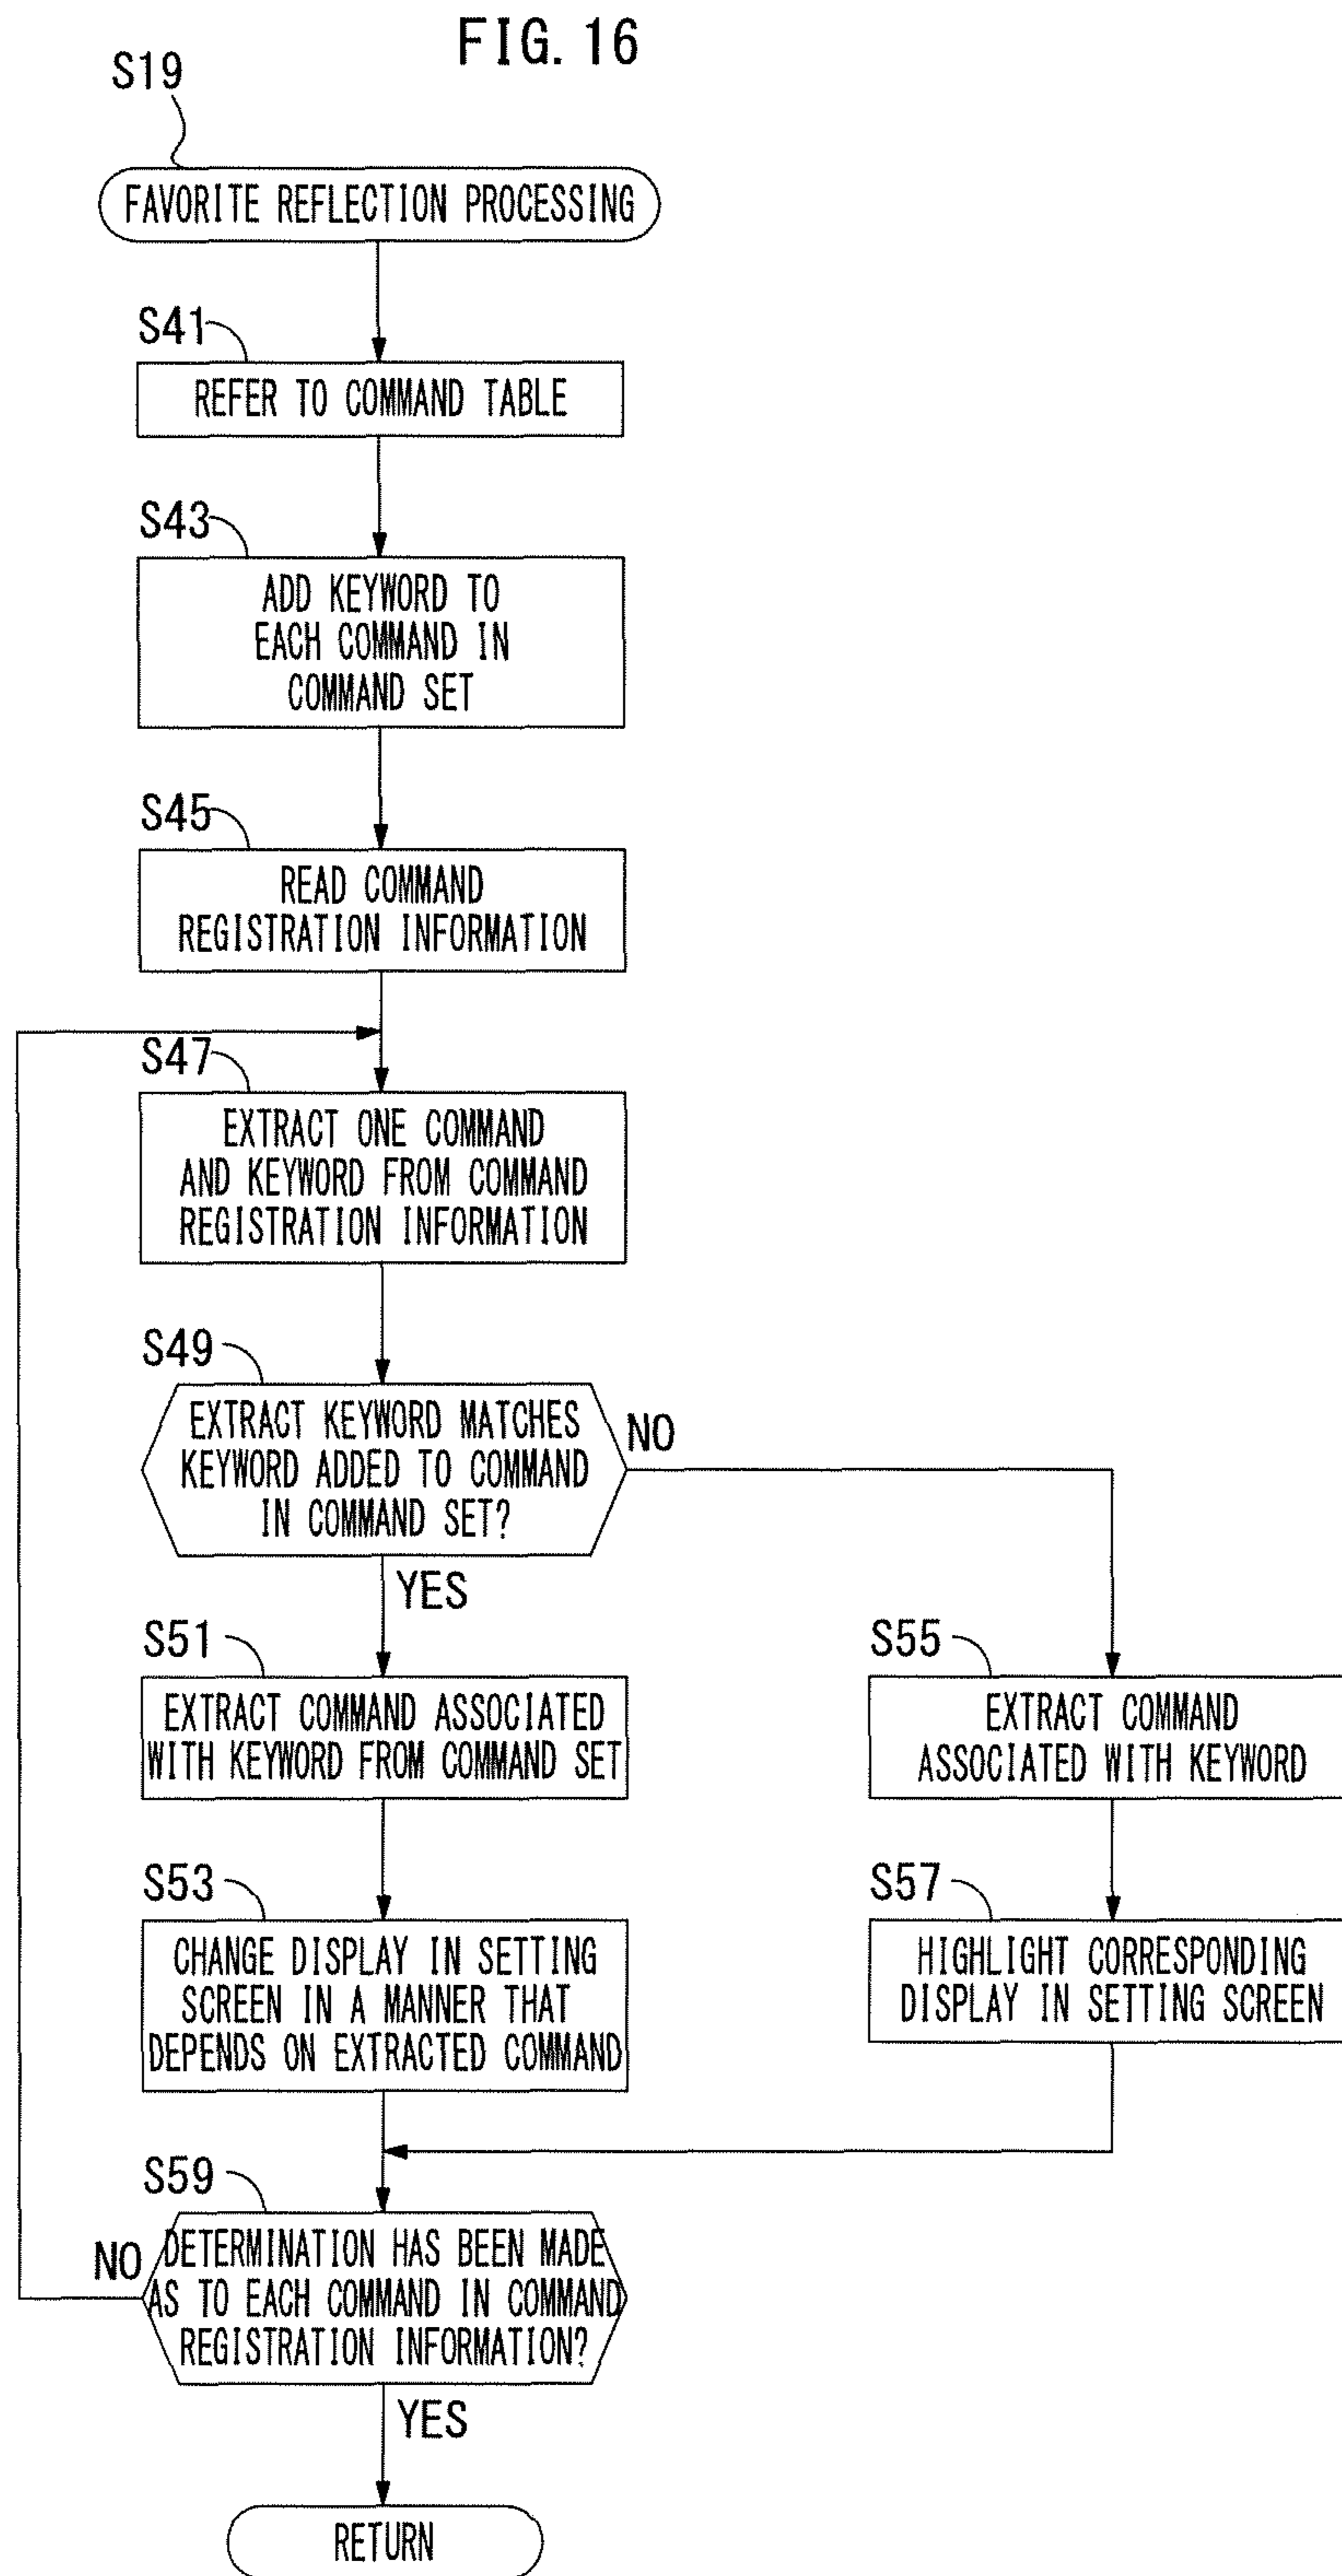 FIG. 16
S19
FAVORITE REFLECTION PROCESSING
S41
REFER TO COMMAND TABLE
S43
ADD KEYWORD TO
EACH COMMAND IN
COMMAND SET
S45
READ COMMAND
REGISTRATION INFORMATION
S47
EXTRACT ONE COMMAND
AND KEYWORD FROM COMMAND
REGISTRATION INFORMATION
S49
EXTRACT KEYWORD MATCHES
KEYWORD ADDED TO COMMAND
IN COMMAND SET?
NO
YES
S51
EXTRACT COMMAND ASSOCIATED
WITH KEYWORD FROM COMMAND SET
S55
EXTRACT COMMAND
ASSOCIATED WITH KEYWORD
S53
CHANGE DISPLAY IN SETTING
SCREEN IN A MANNER THAT
DEPENDS ON EXTRACTED COMMAND
S57
HIGHLIGHT CORRESPONDING
DISPLAY IN SETTING SCREEN
S59
NO
DETERMINATION HAS BEEN MADE
AS TO EACH COMMAND IN COMMAND
REGISTRATION INFORMATION?
YES
RETURN